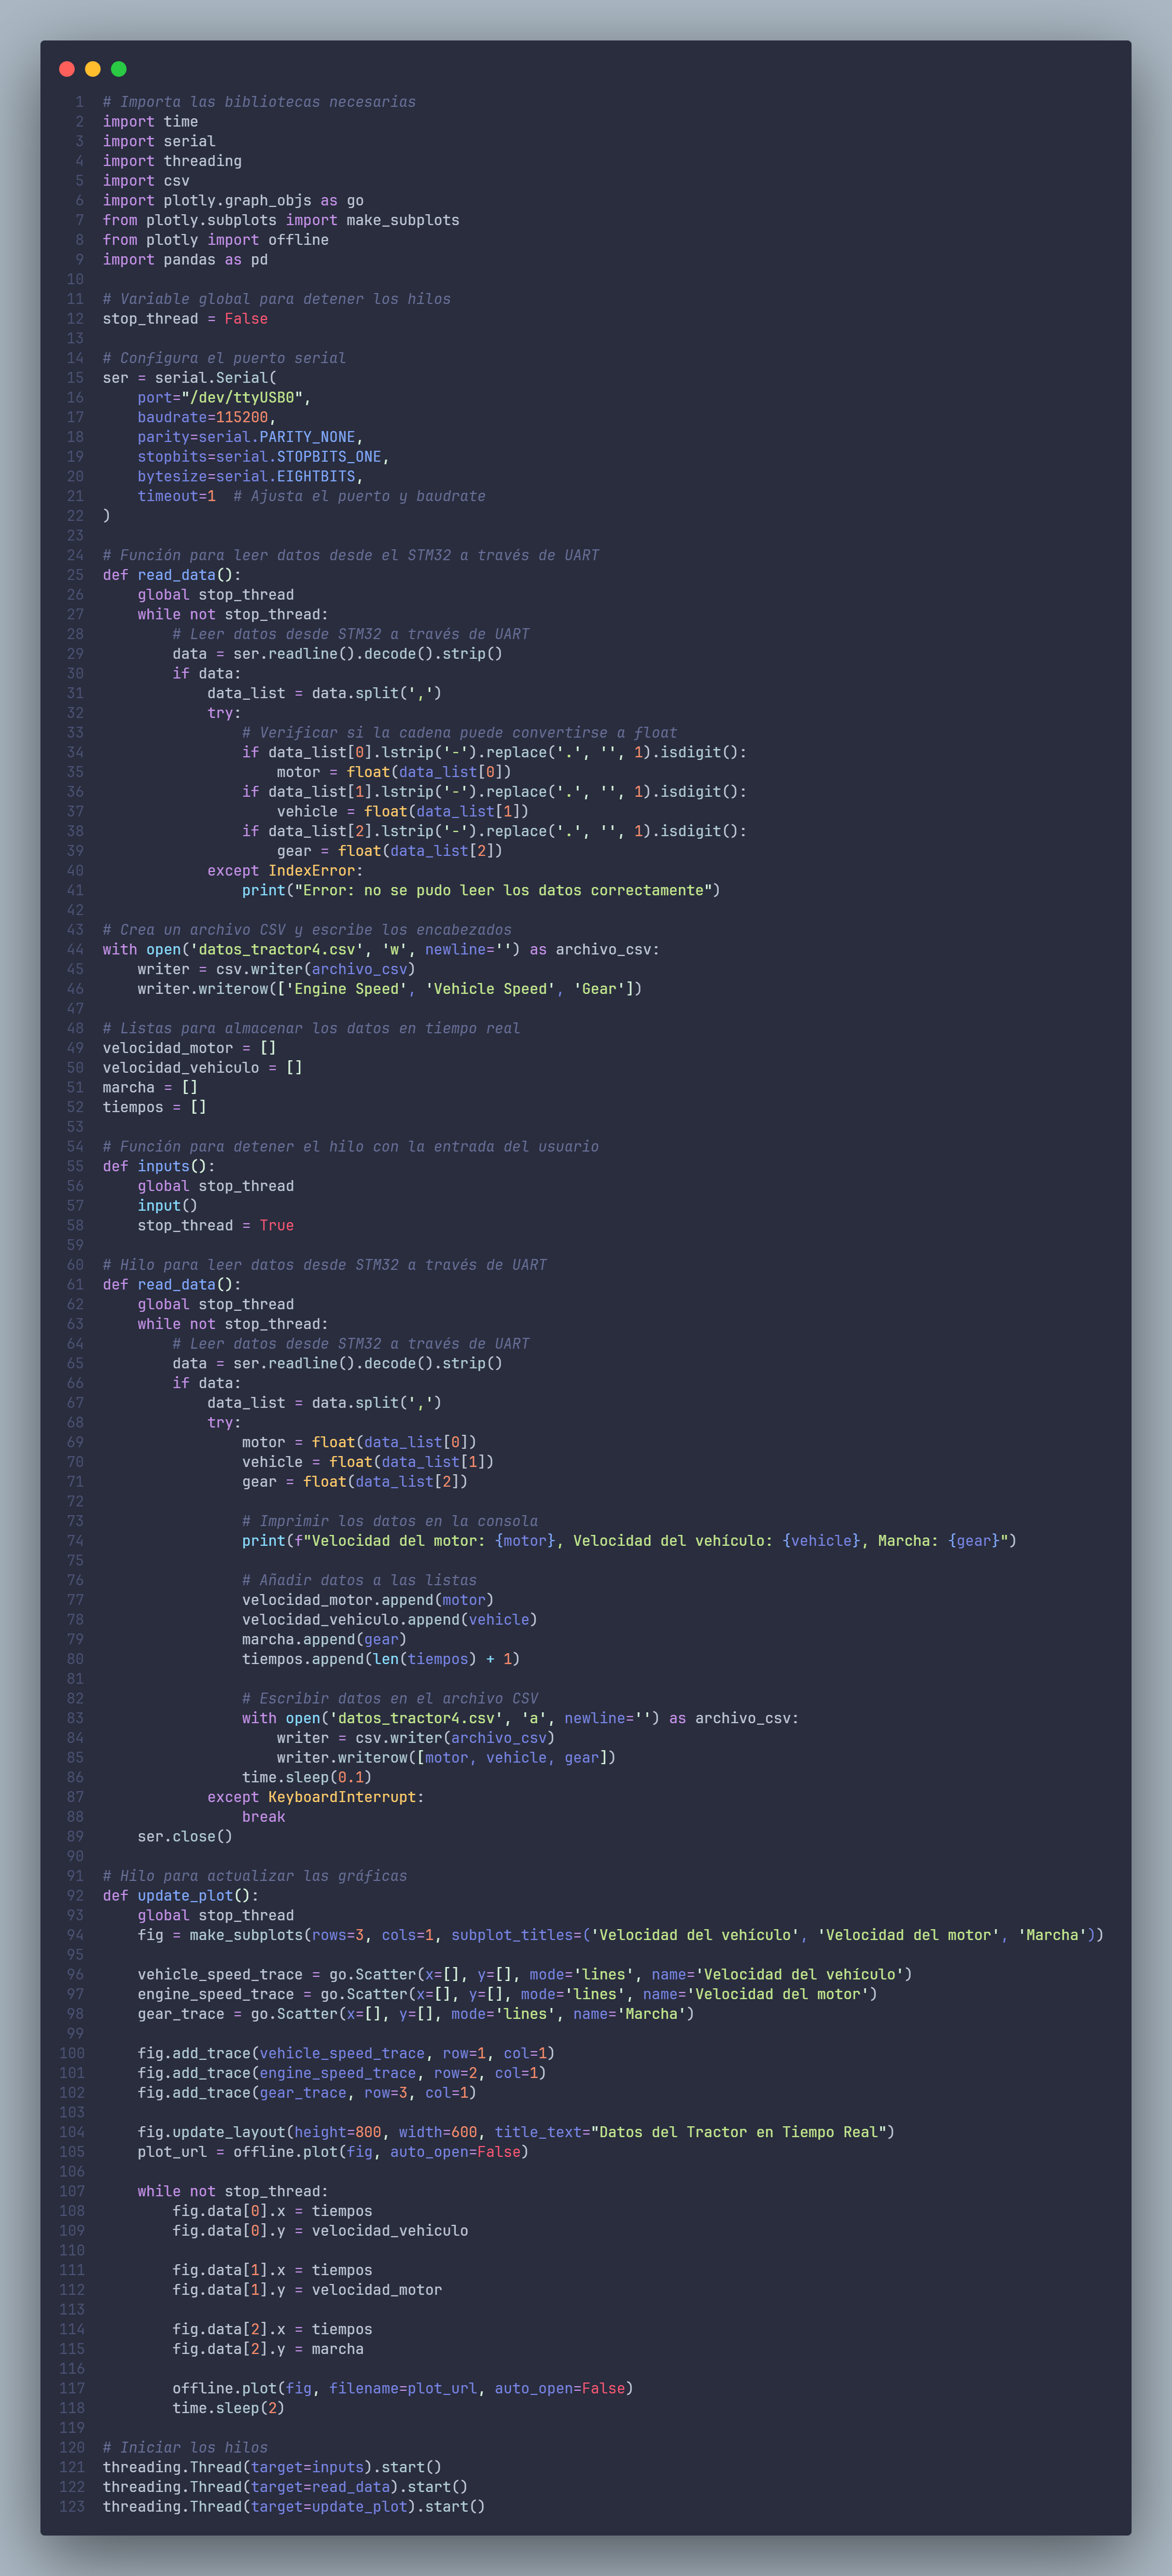 1 # Importa las bibliotecas necesarias
2 import time
3 import serial
4 import threading
5 import csv
6 import plotly.graph_objs as go
7 from plotly.subplots import make_subplots
8 from plotly import offline
9 import pandas as pd
10
11 # Variable global para detener los hilos
12 stop_thread = False
13
14 # Configura el puerto serial
15 ser = serial.Serial(
16     port="/dev/ttyUSB0",
17     baudrate=115200,
18     parity=serial.PARITY_NONE,
19     stopbits=serial.STOPBITS_ONE,
20     bytesize=serial.EIGHTBITS,
21     timeout=1  # Ajusta el puerto y baudrate
22 )
23
24 # Función para leer datos desde el STM32 a través de UART
25 def read_data():
26     global stop_thread
27     while not stop_thread:
28         # Leer datos desde STM32 a través de UART
29         data = ser.readline().decode().strip()
30         if data:
31             data_list = data.split(',')
32             try:
33                 # Verificar si la cadena puede convertirse a float
34                 if data_list[0].lstrip('-').replace('.', '', 1).isdigit():
35                     motor = float(data_list[0])
36                 if data_list[1].lstrip('-').replace('.', '', 1).isdigit():
37                     vehicle = float(data_list[1])
38                 if data_list[2].lstrip('-').replace('.', '', 1).isdigit():
39                     gear = float(data_list[2])
40             except IndexError:
41                 print("Error: no se pudo leer los datos correctamente")
42
43 # Crea un archivo CSV y escribe los encabezados
44 with open('datos_tractor4.csv', 'w', newline='') as archivo_csv:
45     writer = csv.writer(archivo_csv)
46     writer.writerow(['Engine Speed', 'Vehicle Speed', 'Gear'])
47
48 # Listas para almacenar los datos en tiempo real
49 velocidad_motor = []
50 velocidad_vehiculo = []
51 marcha = []
52 tiempos = []
53
54 # Función para detener el hilo con la entrada del usuario
55 def inputs():
56     global stop_thread
57     input()
58     stop_thread = True
59
60 # Hilo para leer datos desde STM32 a través de UART
61 def read_data():
62     global stop_thread
63     while not stop_thread:
64         # Leer datos desde STM32 a través de UART
65         data = ser.readline().decode().strip()
66         if data:
67             data_list = data.split(',')
68             try:
69                 motor = float(data_list[0])
70                 vehicle = float(data_list[1])
71                 gear = float(data_list[2])
72
73                 # Imprimir los datos en la consola
74                 print(f"Velocidad del motor: {motor}, Velocidad del vehículo: {vehicle}, Marcha: {gear}")
75
76                 # Añadir datos a las listas
77                 velocidad_motor.append(motor)
78                 velocidad_vehiculo.append(vehicle)
79                 marcha.append(gear)
80                 tiempos.append(len(tiempos) + 1)
81
82                 # Escribir datos en el archivo CSV
83                 with open('datos_tractor4.csv', 'a', newline='') as archivo_csv:
84                     writer = csv.writer(archivo_csv)
85                     writer.writerow([motor, vehicle, gear])
86                 time.sleep(0.1)
87             except KeyboardInterrupt:
88                 break
89     ser.close()
90
91 # Hilo para actualizar las gráficas
92 def update_plot():
93     global stop_thread
94     fig = make_subplots(rows=3, cols=1, subplot_titles=('Velocidad del vehículo', 'Velocidad del motor', 'Marcha'))
95
96     vehicle_speed_trace = go.Scatter(x=[], y=[], mode='lines', name='Velocidad del vehículo')
97     engine_speed_trace = go.Scatter(x=[], y=[], mode='lines', name='Velocidad del motor')
98     gear_trace = go.Scatter(x=[], y=[], mode='lines', name='Marcha')
99
100     fig.add_trace(vehicle_speed_trace, row=1, col=1)
101     fig.add_trace(engine_speed_trace, row=2, col=1)
102     fig.add_trace(gear_trace, row=3, col=1)
103
104     fig.update_layout(height=800, width=600, title_text="Datos del Tractor en Tiempo Real")
105     plot_url = offline.plot(fig, auto_open=False)
106
107     while not stop_thread:
108         fig.data[0].x = tiempos
109         fig.data[0].y = velocidad_vehiculo
110
111         fig.data[1].x = tiempos
112         fig.data[1].y = velocidad_motor
113
114         fig.data[2].x = tiempos
115         fig.data[2].y = marcha
116
117         offline.plot(fig, filename=plot_url, auto_open=False)
118         time.sleep(2)
119
120 # Iniciar los hilos
121 threading.Thread(target=inputs).start()
122 threading.Thread(target=read_data).start()
123 threading.Thread(target=update_plot).start()